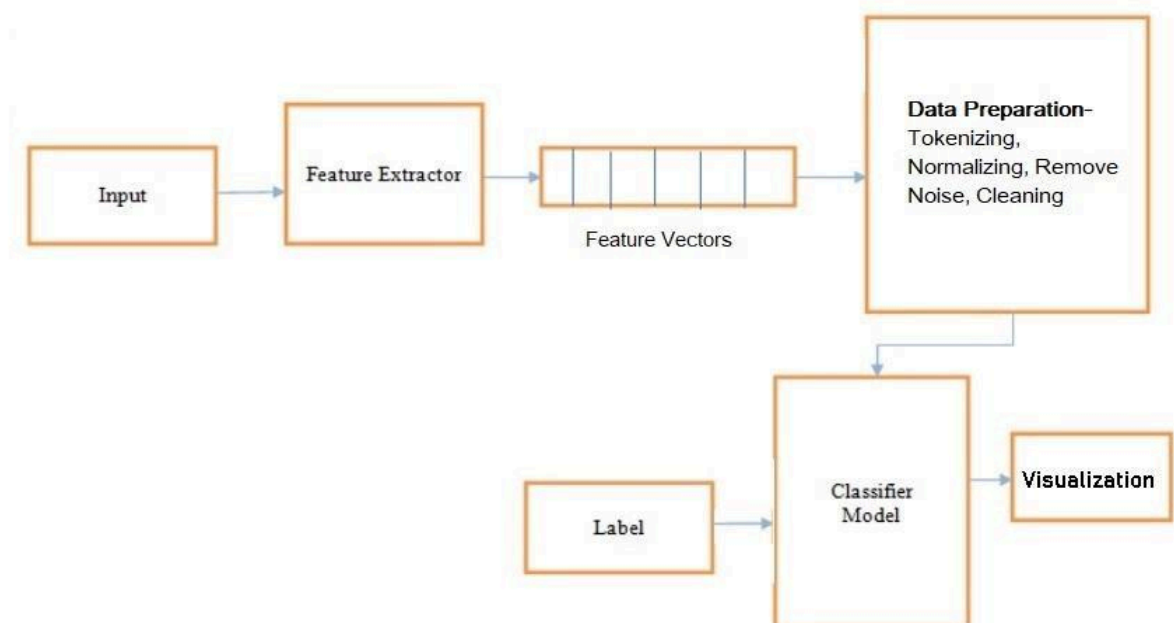 Input
Feature Extractor
Feature Vectors
Data Preparation-
Tokenizing,
Normalizing, Remove
Noise, Cleaning
Label
Classifier
Model
Visualization